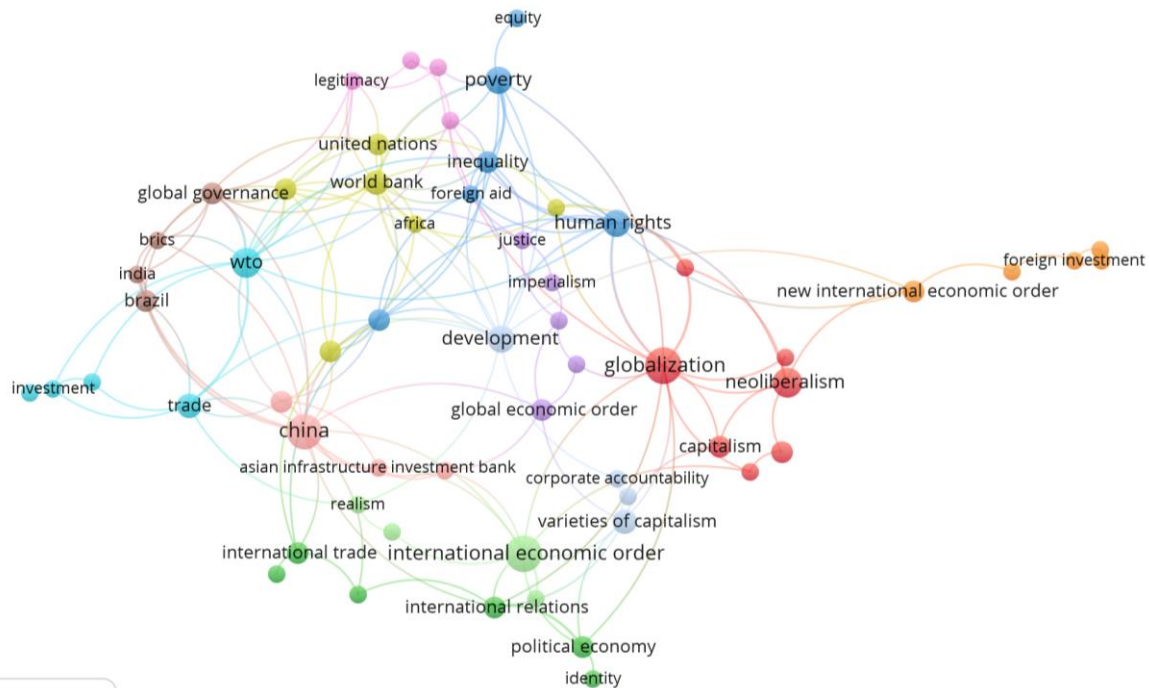 equity
legitimacy
poverty
united nations
inequality
world bank
global governance
foreign aid
africa
human rights
brics
justice
wto
foreign investment
india
imperialism
new international economic order
brazil
development
globalization
neoliberalism
investment
trade
global economic order
china
capitalism
asian infrastructure investment bank
corporate accountability
realism
varieties of capitalism
international trade
international economic order
international relations
political economy
identity